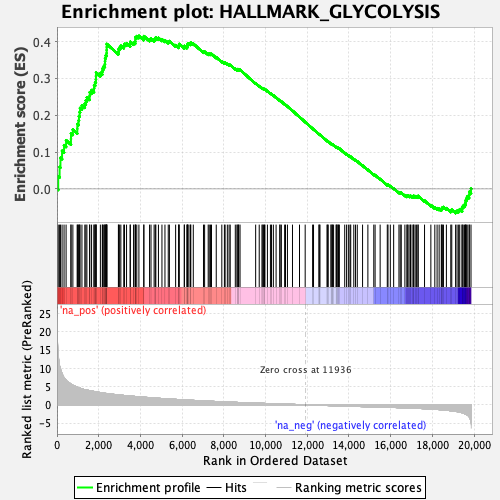 Enrichment plot: HALLMARK_GLYCOLYSIS
Enrichment score (ES)
0.4
0.3
0.2
0.1
0.0
'na_pos' (positively correlated)
Ranked list metric (PreRanked)
25
20
15
10
5
0
-5
Zero cross at 11936
'na_neg' (negatively correlated)
0
2,000
4,000
6,000
8,000
10,000
12,000
14,000
16,000
18,000
20,000
Rank in Ordered Dataset
Enrichment profile
Hits
Ranking metric scores